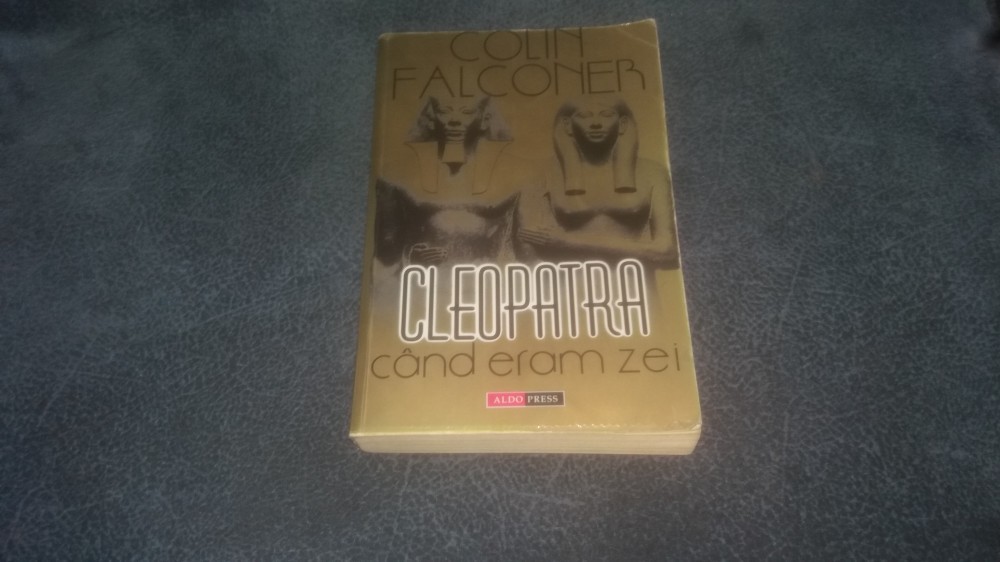 COLIN
FALCONER
CLEOPATRA
când eram zei
ALDO PRESS